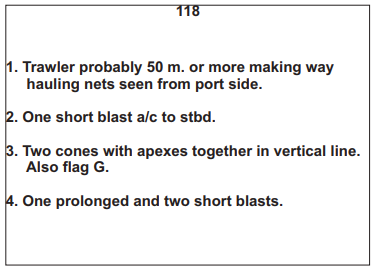 118
1. Trawler probably 50 m. or more making way
hauling nets seen from port side.
2. One short blast a/c to stbd.
3. Two cones with apexes together in vertical line.
Also flag G.
4. One prolonged and two short blasts.